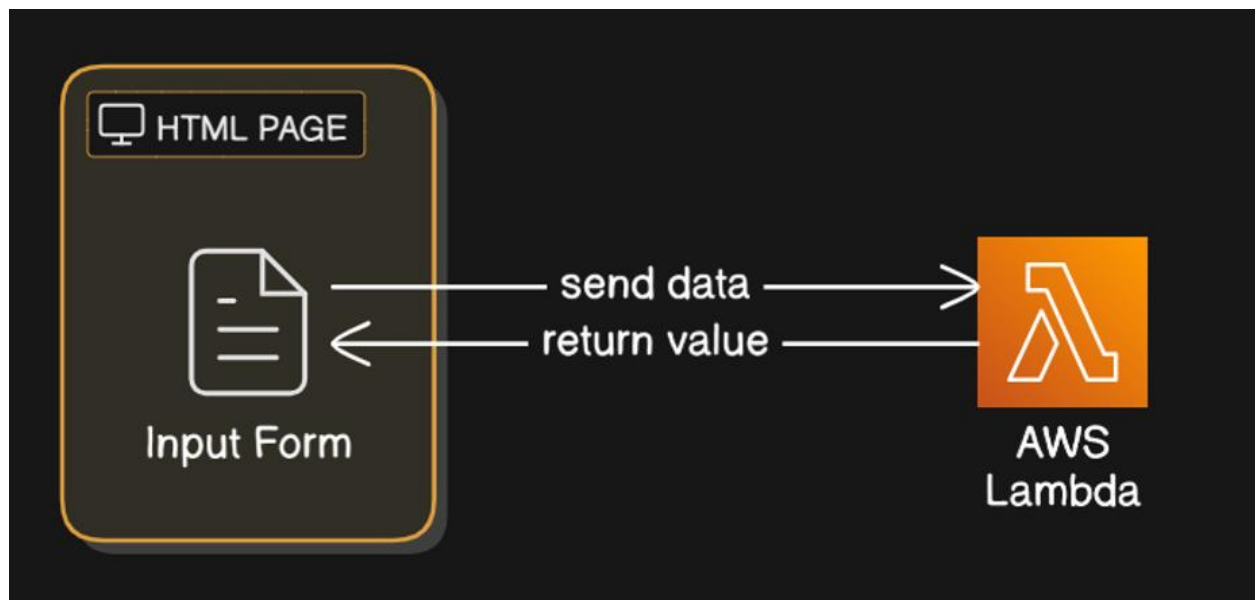 HTML PAGE
send data
return value
Input Form
AWS
Lambda